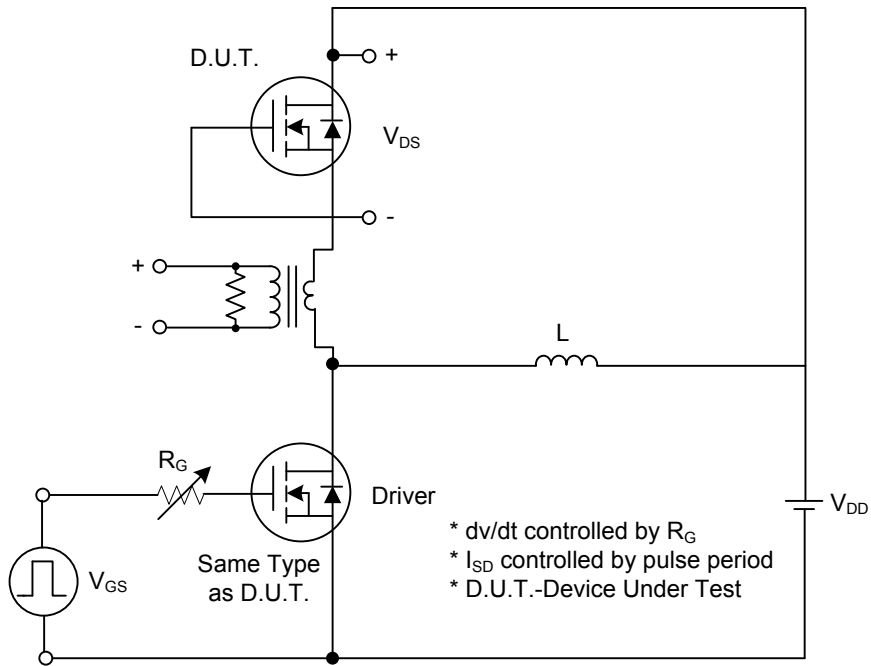 D.U.T.
+
V_DS
-
+
-
L
R_G
Driver
V_DD
V_GS
Same Type
as D.U.T.
* dv/dt controlled by R_G
* I_SD controlled by pulse period
* D.U.T.-Device Under Test